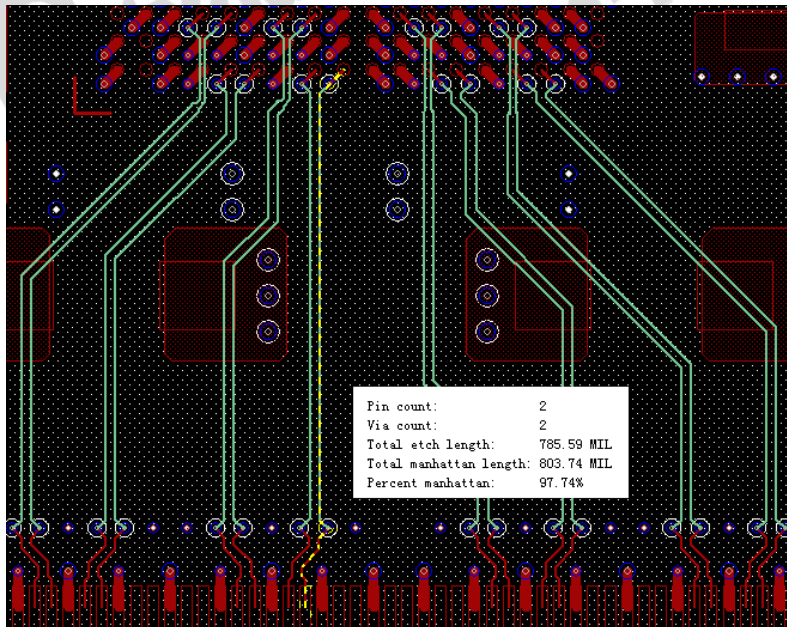 Pin count: 2
Via count: 2
Total etch length: 785.59 MIL
Total manhattan length: 803.74 MIL
Percent manhattan: 97.74%